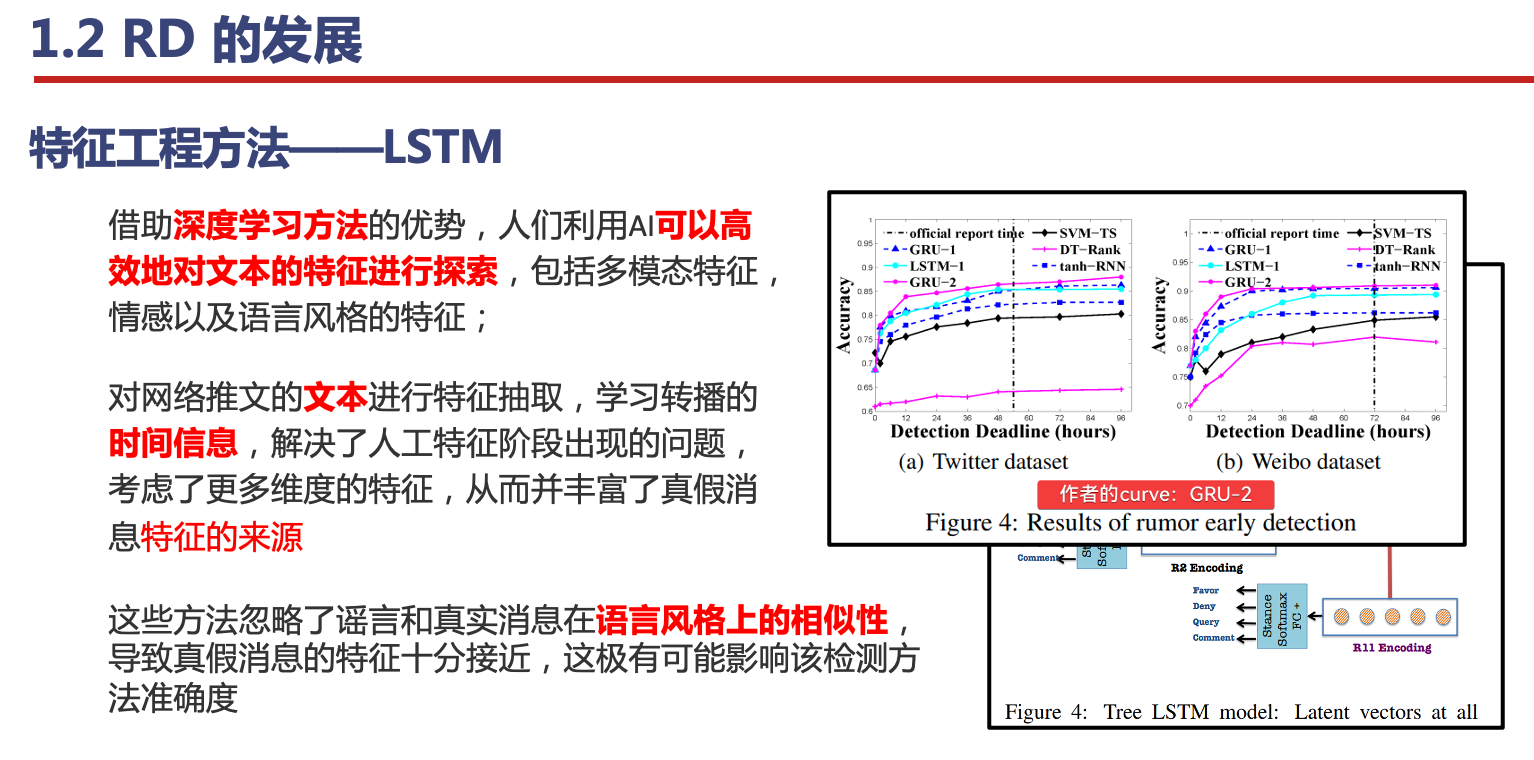 1.2 RD 的发展
特征工程方法——LSTM
借助深度学习方法的优势，人们利用AI可以高
效地对文本的特征进行探索，包括多模态特征，
情感以及语言风格的特征；
对网络推文的文本进行特征抽取，学习转播的
时间信息，解决了人工特征阶段出现的问题，
考虑了更多维度的特征，从而并丰富了真假消
息特征的来源
这些方法忽略了谣言和真实消息在语言风格上的相似性，
导致真假消息的特征十分接近，这极有可能影响该检测方
法准确度
official report time
SVM-TS
GRU-1
DT-Rank
LSTM-1
tanh-RNN
GRU-2
1
0.95
0.9
0.85
0.8
0.75
0.7
0.65
0.6
0 12 24 36 48 60 72 84 96
Accuracy
Detection Deadline (hours)
(a) Twitter dataset
official report time
SVM-TS
GRU-1
DT-Rank
LSTM-1
tanh-RNN
GRU-2
1
0.95
0.9
0.85
0.8
0.75
0.7
0 12 24 36 48 60 72 84 96
Accuracy
Detection Deadline (hours)
(b) Weibo dataset
作者的curve：GRU-2
Figure 4: Results of rumor early detection
Comment
R2 Encoding
Favor
Deny
Query
Comment
Stance
Softmax
FC +
R11 Encoding
Figure 4: Tree LSTM model: Latent vectors at all